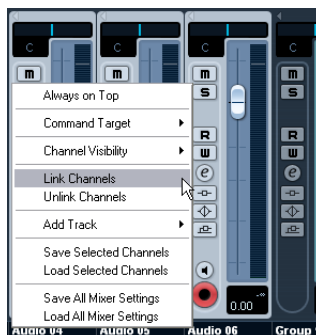 C C C C
m m m m
Always on Top
S S
Command Target
Channel Visibility
R R
W W
Link Channels
e e
Unlink Channels
Add Track
Save Selected Channels
Load Selected Channels
Save All Mixer Settings
0.00 -∞
Load All Mixer Settings
Audio 04 Audio 05 Audio 06 Group